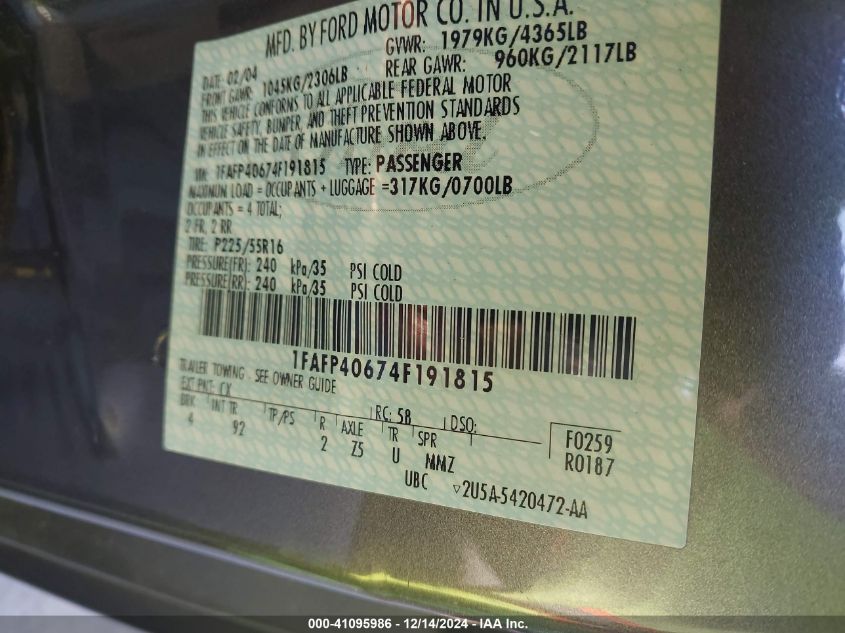 MFD. BY FORD MOTOR CO. IN U.S.A.
DATE: 02/04 GVWR: 1979KG/4365LB
FRONT GAWR: 1045KG/2306LB REAR GAWR: 960KG/2117LB
THIS VEHICLE CONFORMS TO ALL APPLICABLE FEDERAL MOTOR
VEHICLE SAFETY, BUMPER, AND THEFT PREVENTION STANDARDS
IN EFFECT ON THE DATE OF MANUFACTURE SHOWN ABOVE.
VIN: 1FAFP40674F191815 TYPE: PASSENGER
MAXIMUM LOAD = OCCUPANTS + LUGGAGE =317KG/0700LB
OCCUPANTS = 4 TOTAL;
2 FR, 2 RR
TIRE: P225/55R16
PRESSURE(FR): 240 kPa/35 PSI COLD
PRESSURE(RR): 240 kPa/35 PSI COLD
1FAFP40674F191815
TRAILER TOWING - SEE OWNER GUIDE
EXT PNT: CX RC: 58 DSO:
BRK INT TR TP/PS R AXLE TR SPR
4 92 2 Z5 U MMZ
F0259
R0187
UBC ▽2U5A-5420472-AA
000-41095986 - 12/14/2024 - IAA Inc.